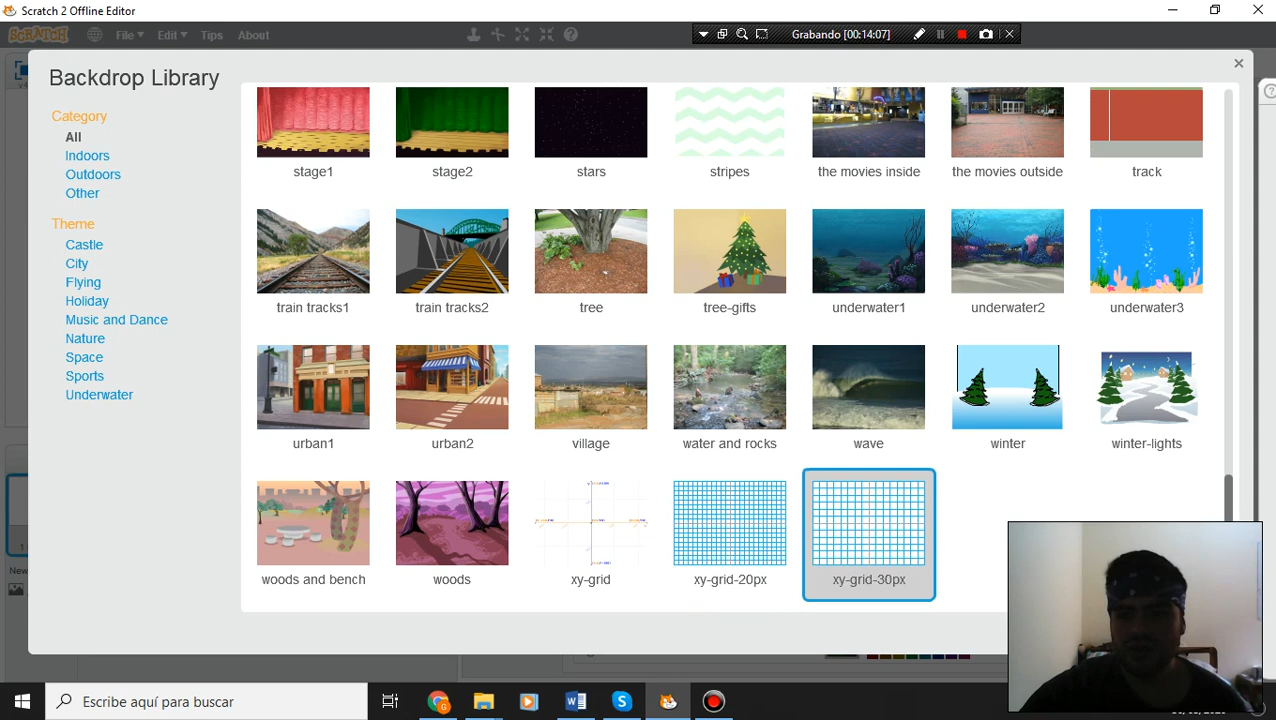 Scratch 2 Offline Editor
SCRATCH File Edit Tips About
Grabando [00:14:07]
Backdrop Library
Category
All
Indoors
Outdoors
Other
Theme
Castle
City
Flying
Holiday
Music and Dance
Nature
Space
Sports
Underwater
stage1 stage2 stars stripes the movies inside the movies outside track
train tracks1 train tracks2 tree tree-gifts underwater1 underwater2 underwater3
urban1 urban2 village water and rocks wave winter winter-lights
woods and bench woods xy-grid xy-grid-20px xy-grid-30px
New
Escribe aquí para buscar